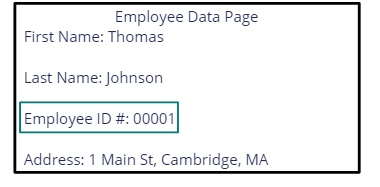 Employee Data Page
First Name: Thomas
Last Name: Johnson
Employee ID #: 00001
Address: 1 Main St, Cambridge, MA